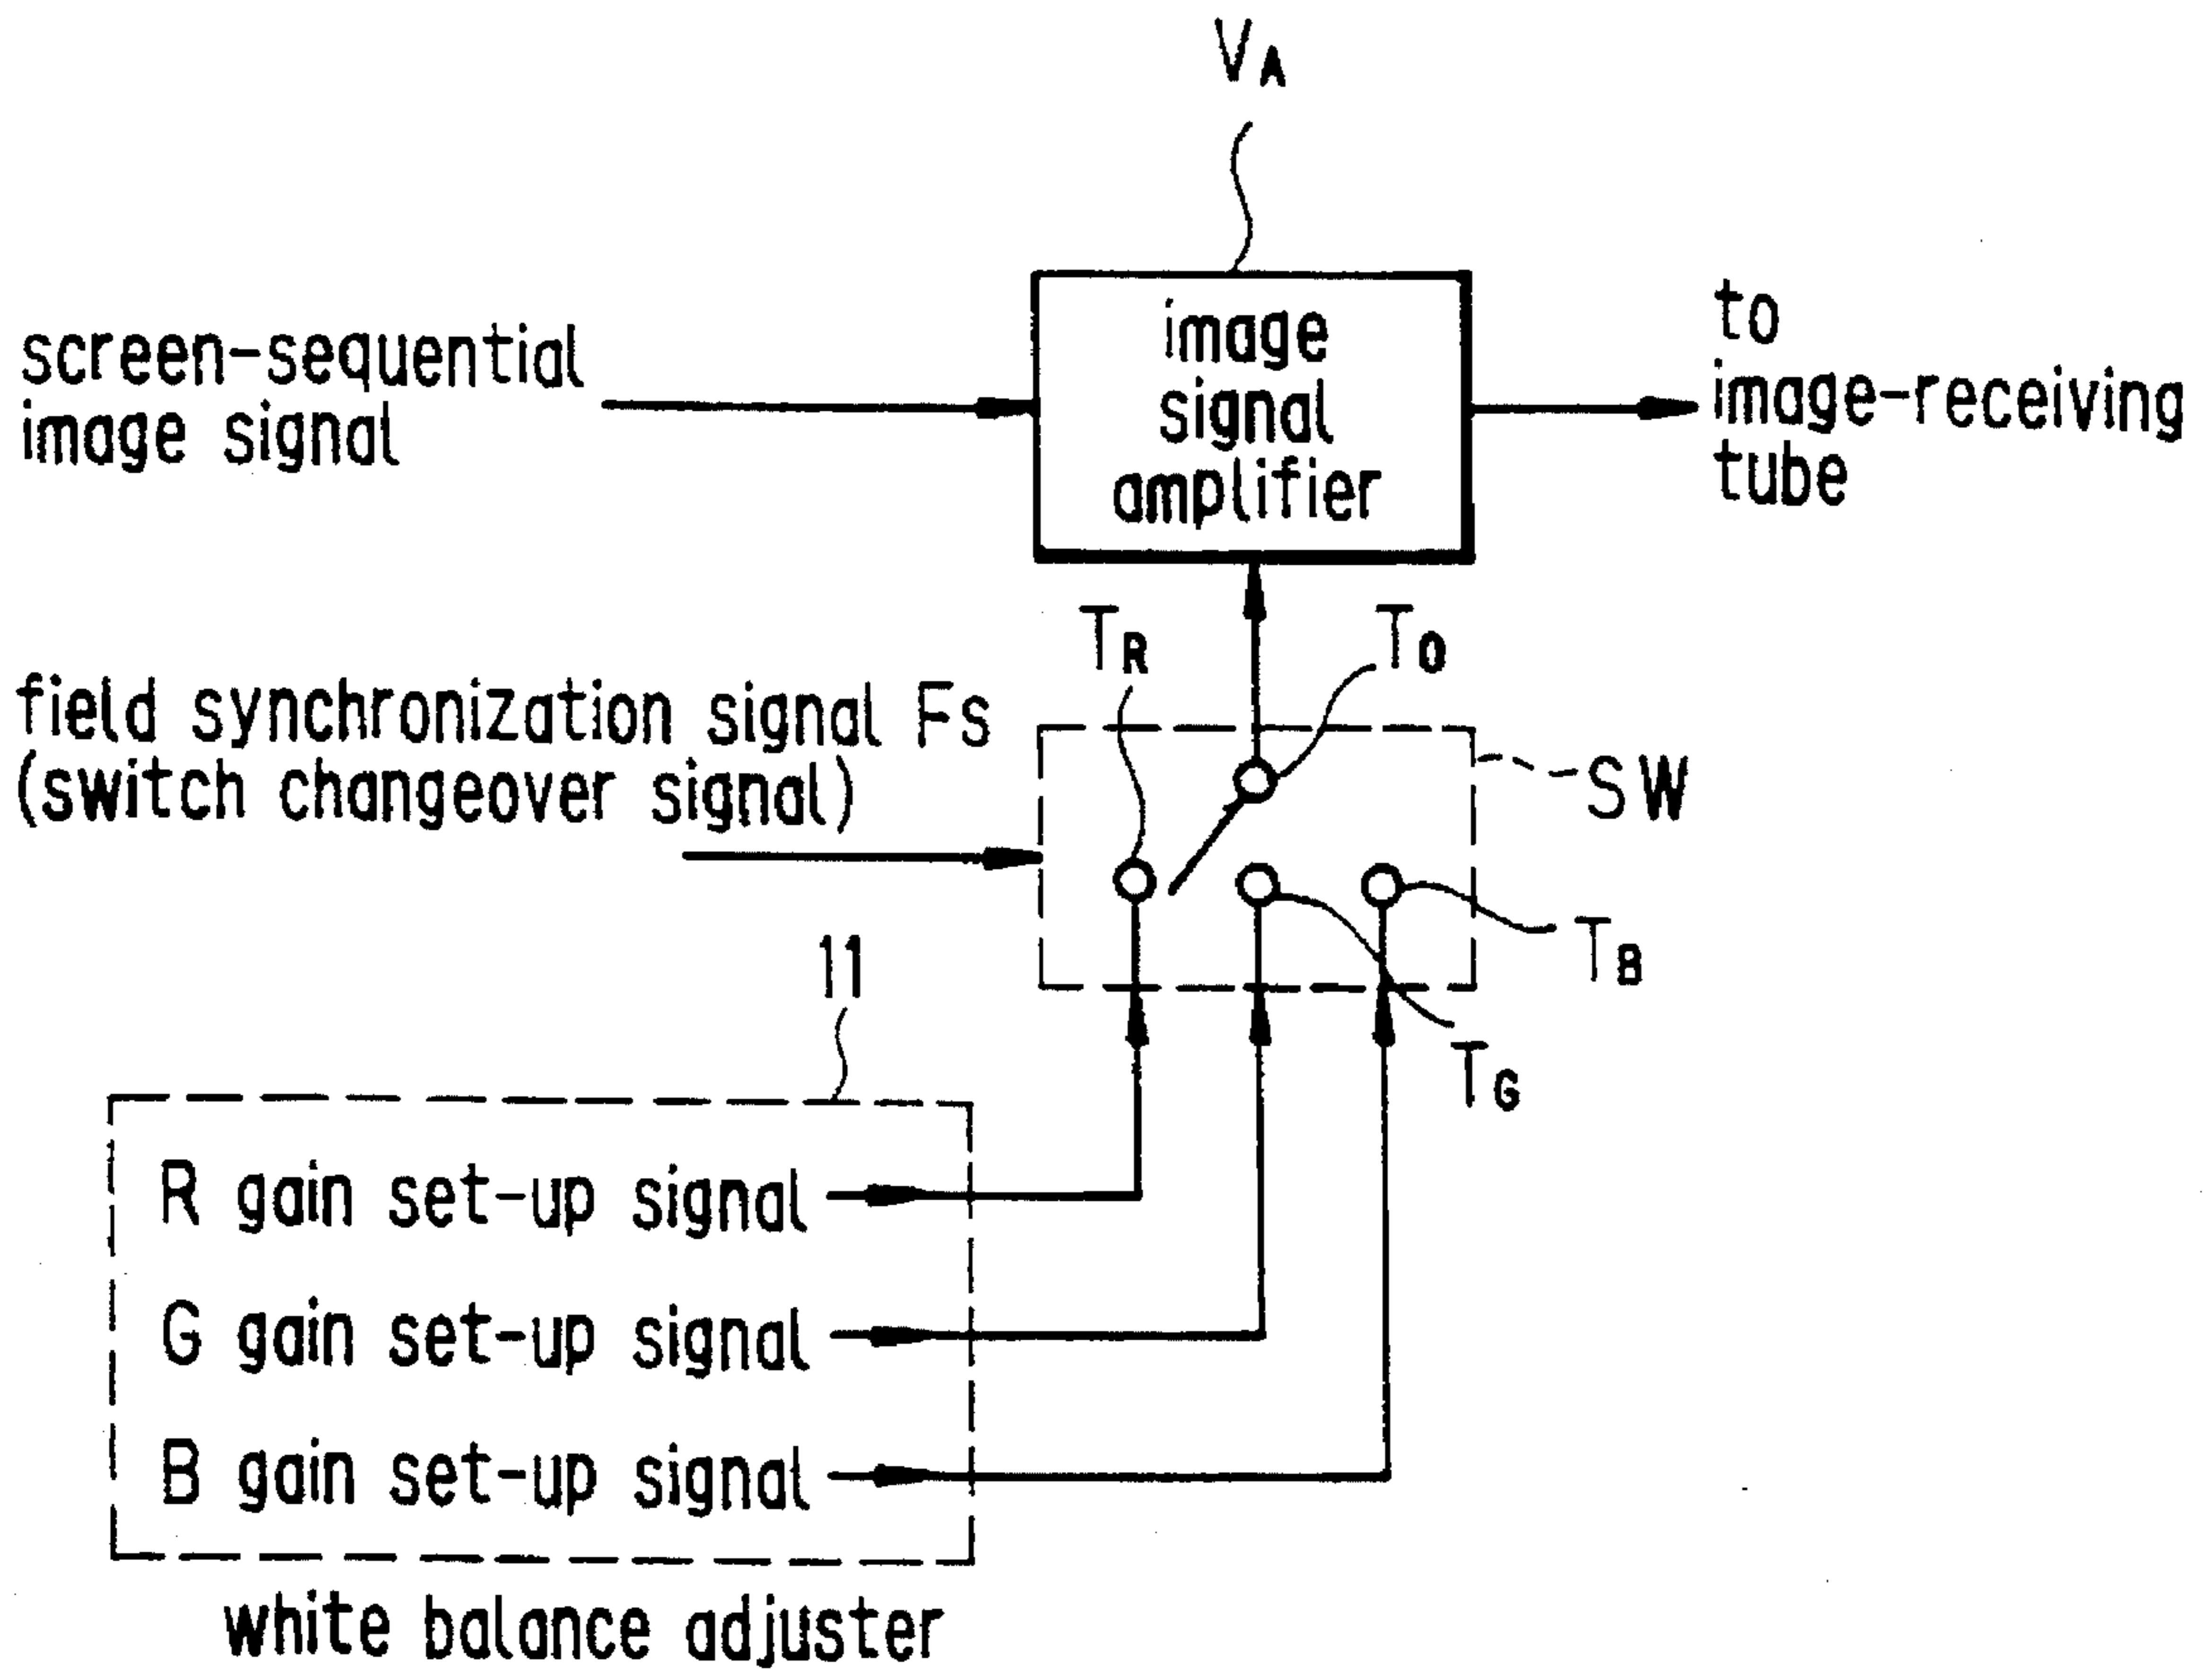 VA
screen-sequential
image signal
image
signal
amplifier
to
image-receiving
tube
TR
TO
field synchronization signal FS
(switch changeover signal)
SW
TB
11
TG
R gain set-up signal
G gain set-up signal
B gain set-up signal
white balance adjuster